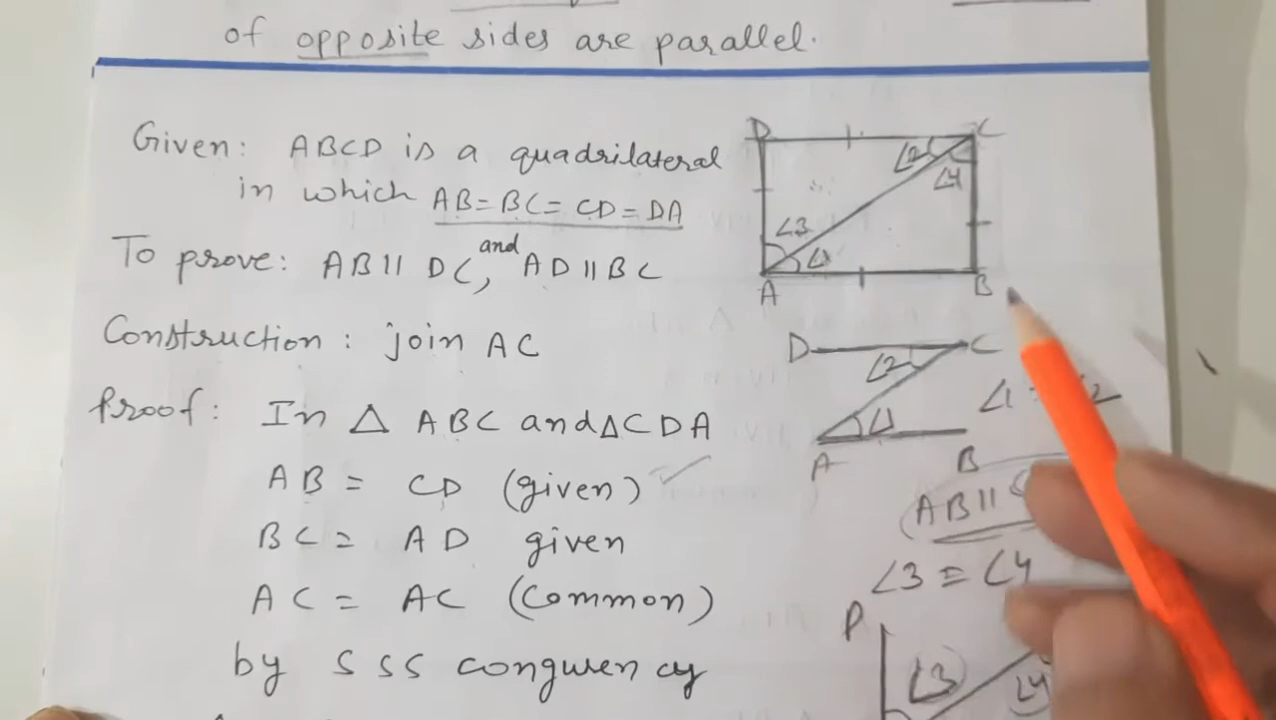 of opposite sides are parallel.
Given: ABCD is a quadrilateral
in which AB = BC = CD = DA
To prove: AB || DC, and AD || BC
Construction: join AC
Proof: In △ ABC and △ CDA
AB = CD (given)
BC = AD given
AC = AC (Common)
by SSS congruency
D C
∠2
∠4
∠3
∠1
A B
D C
∠2
∠1
A B
∠1 = ∠2
AB ||
∠3 = ∠4
∠3
∠4